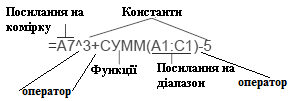 Посилання на комірку
Константи
=A7^3+СУММ(A1:C1)-5
оператор
Функції
Посилання на діапазон
оператор